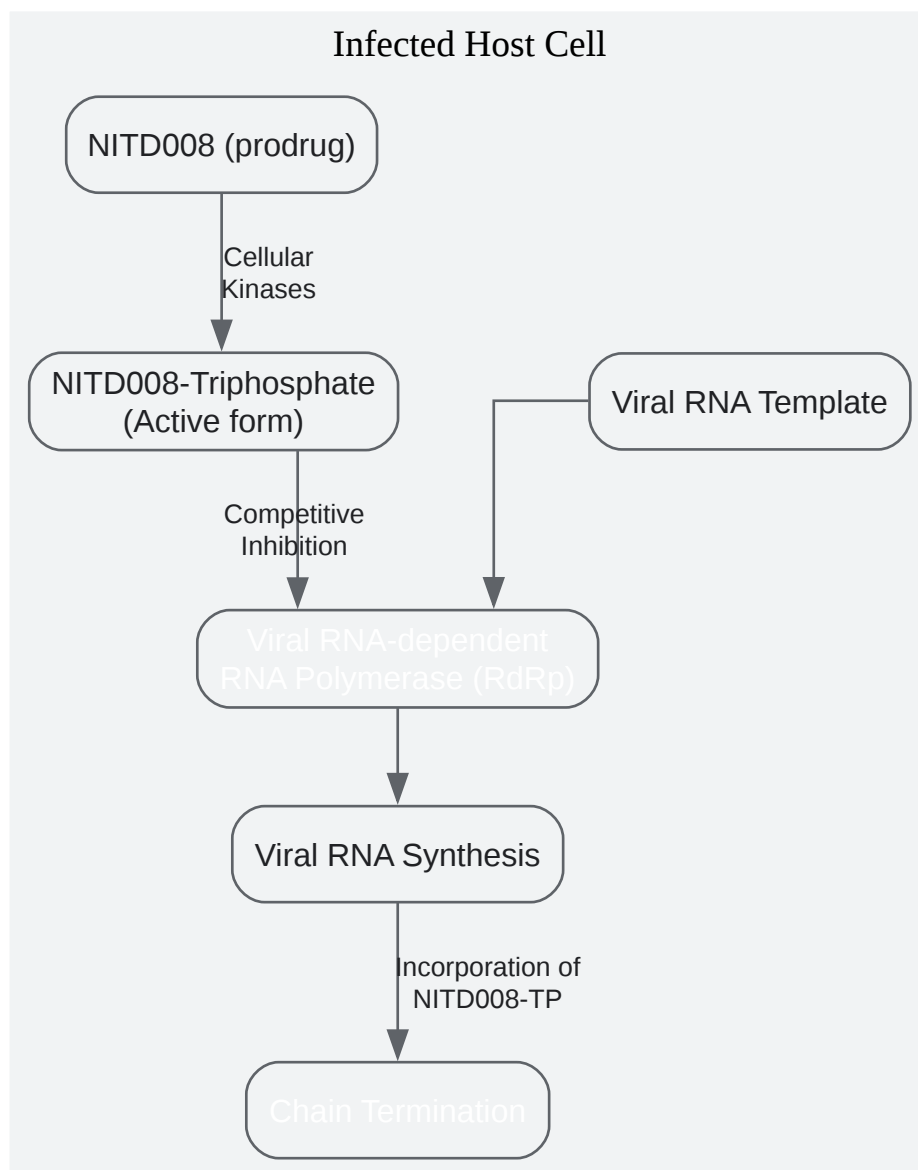 Infected Host Cell
NITD008 (prodrug)
Cellular
Kinases
NITD008-Triphosphate
(Active form)
Viral RNA Template
Competitive
Inhibition
Viral RNA-dependent
RNA Polymerase (RdRp)
Viral RNA Synthesis
Incorporation of
NITD008-TP
Chain Termination